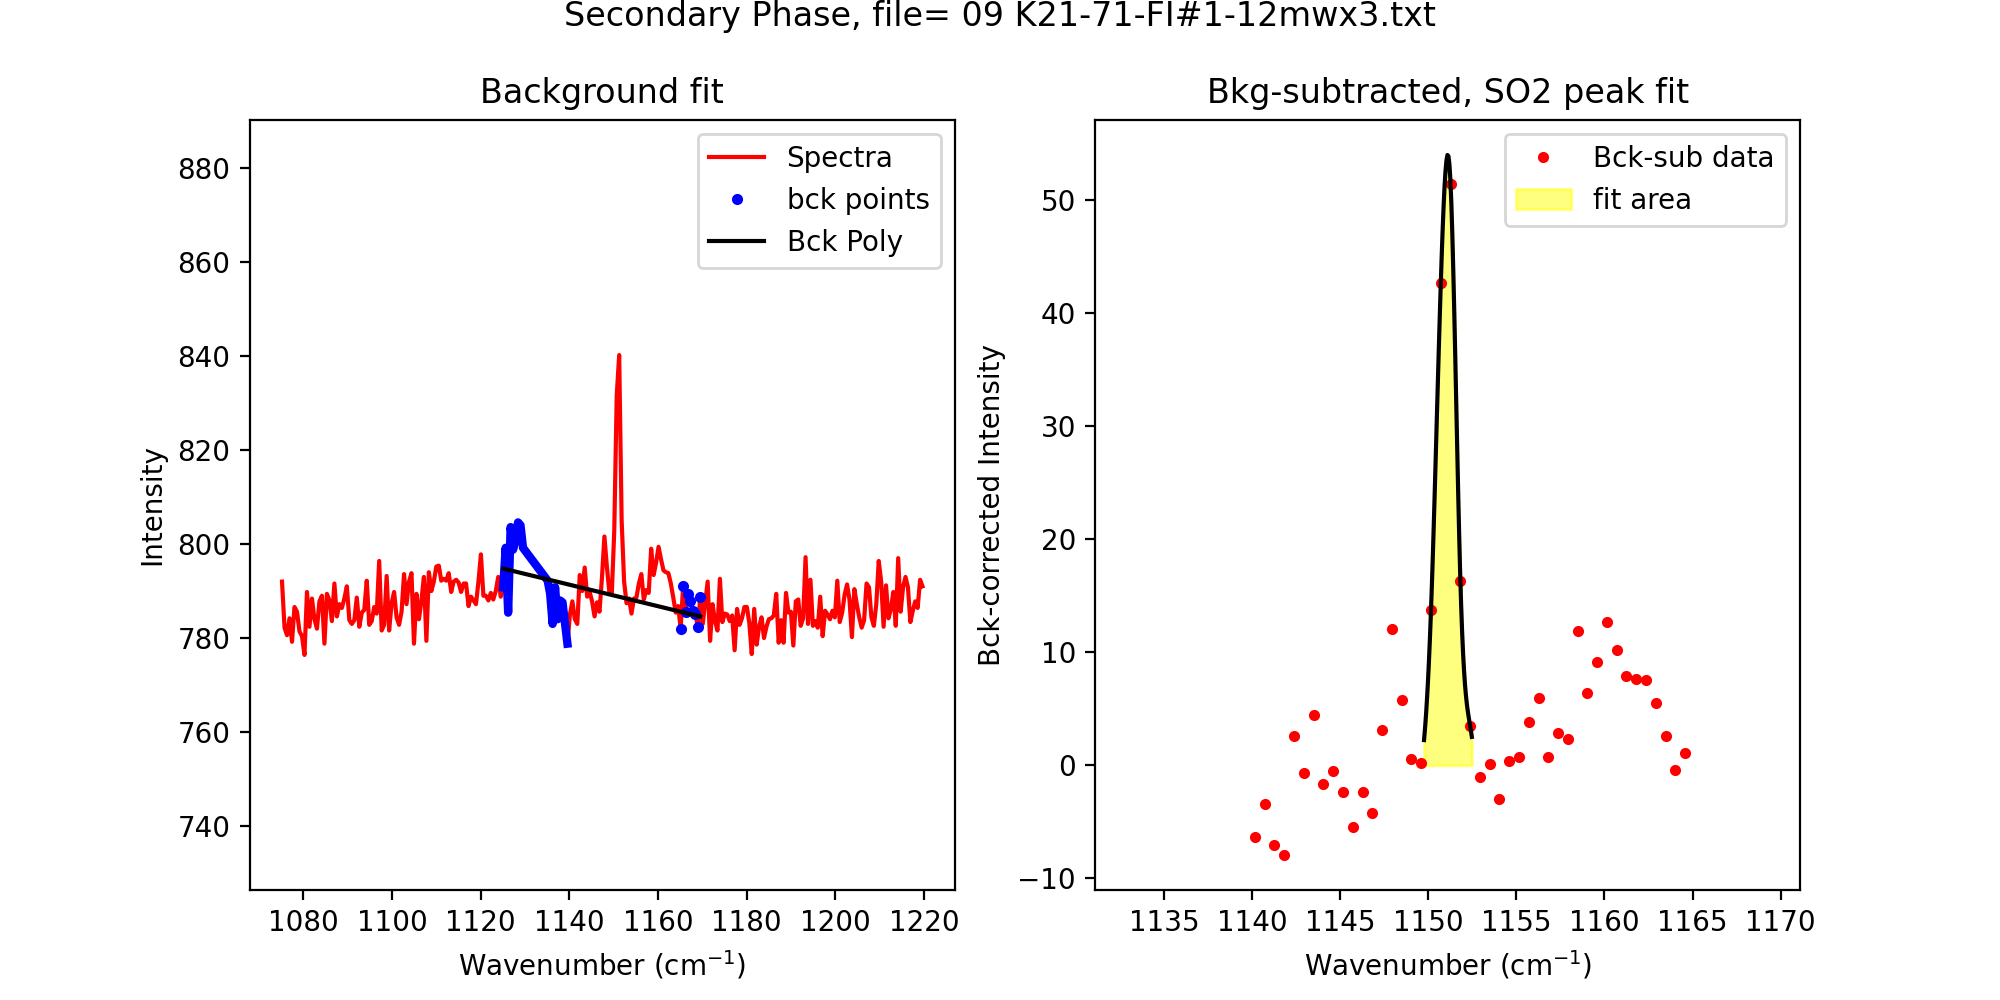 Secondary Phase, file= 09 K21-71-FI#1-12mwx3.txt
Background fit
Spectra
bck points
Bck Poly
880
860
840
820
800
780
760
740
Intensity
1080 1100 1120 1140 1160 1180 1200 1220
Wavenumber (cm⁻¹)
Bkg-subtracted, SO2 peak fit
Bck-sub data
fit area
50
40
30
20
10
0
−10
Bck-corrected Intensity
1135 1140 1145 1150 1155 1160 1165 1170
Wavenumber (cm⁻¹)